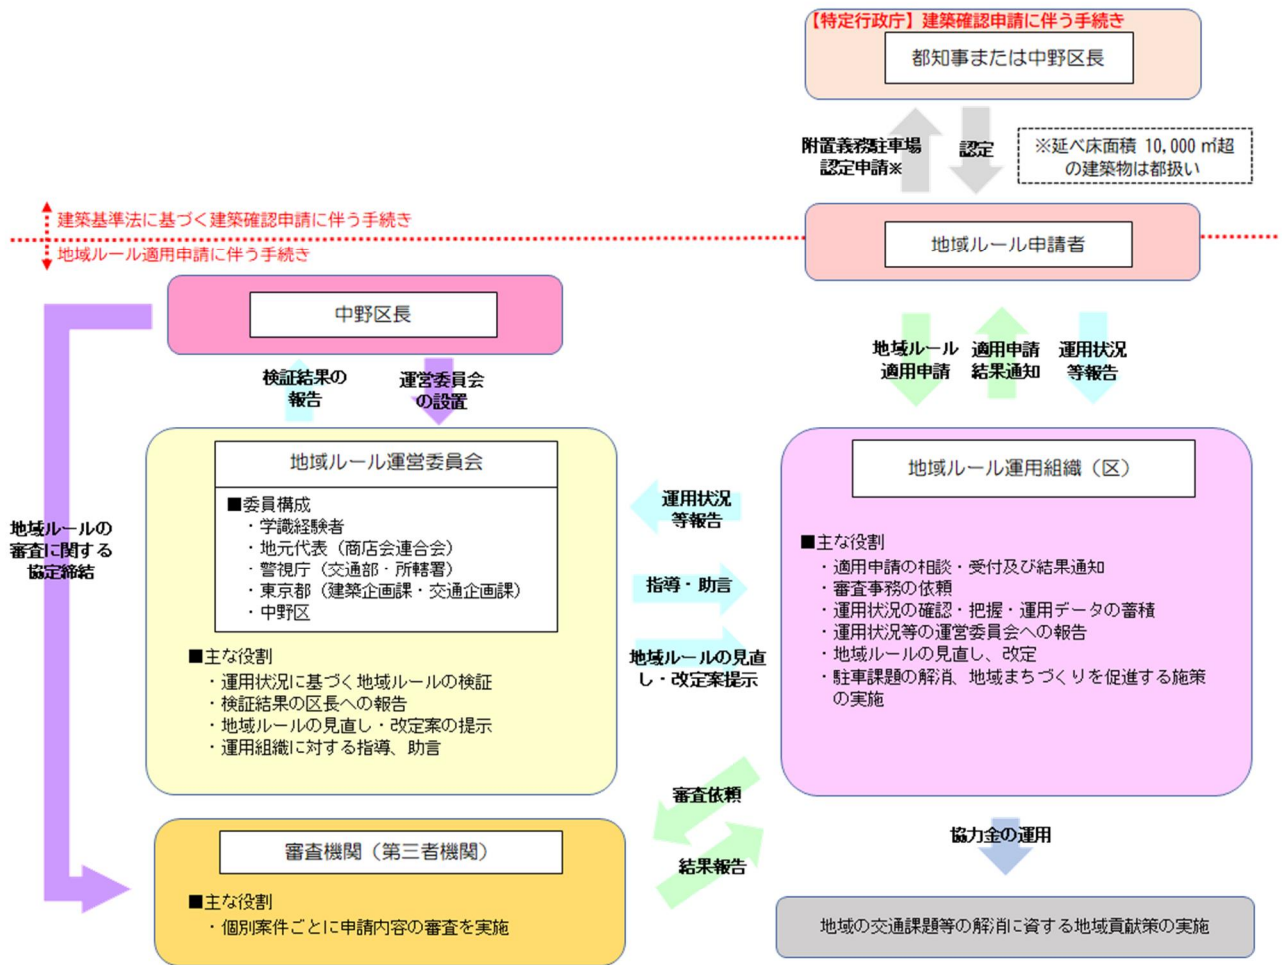 【特定行政庁】建築確認申請に伴う手続き
都知事または中野区長
附置義務駐車場
認定申請※
認定
※延べ床面積 10,000 ㎡超
の建築物は都扱い
建築基準法に基づく建築確認申請に伴う手続き
地域ルール適用申請に伴う手続き
地域ルール申請者
中野区長
検証結果の
報告
運営委員会
の設置
地域ルール
適用申請
適用申請
結果通知
運用状況
等報告
地域ルールの
審査に関する
協定締結
地域ルール運営委員会
■委員構成
・学識経験者
・地元代表（商店会連合会）
・警視庁（交通部・所轄署）
・東京都（建築企画課・交通企画課）
・中野区
■主な役割
・運用状況に基づく地域ルールの検証
・検証結果の区長への報告
・地域ルールの見直し・改定案の提示
・運用組織に対する指導、助言
運用状況
等報告
指導・助言
地域ルールの見直
し・改定案提示
地域ルール運用組織（区）
■主な役割
・適用申請の相談・受付及び結果通知
・審査事務の依頼
・運用状況の確認・把握・運用データの蓄積
・運用状況等の運営委員会への報告
・地域ルールの見直し、改定
・駐車課題の解消、地域まちづくりを促進する施策
の実施
審査依頼
結果報告
審査機関（第三者機関）
■主な役割
・個別案件ごとに申請内容の審査を実施
協力金の運用
地域の交通課題等の解消に資する地域貢献策の実施